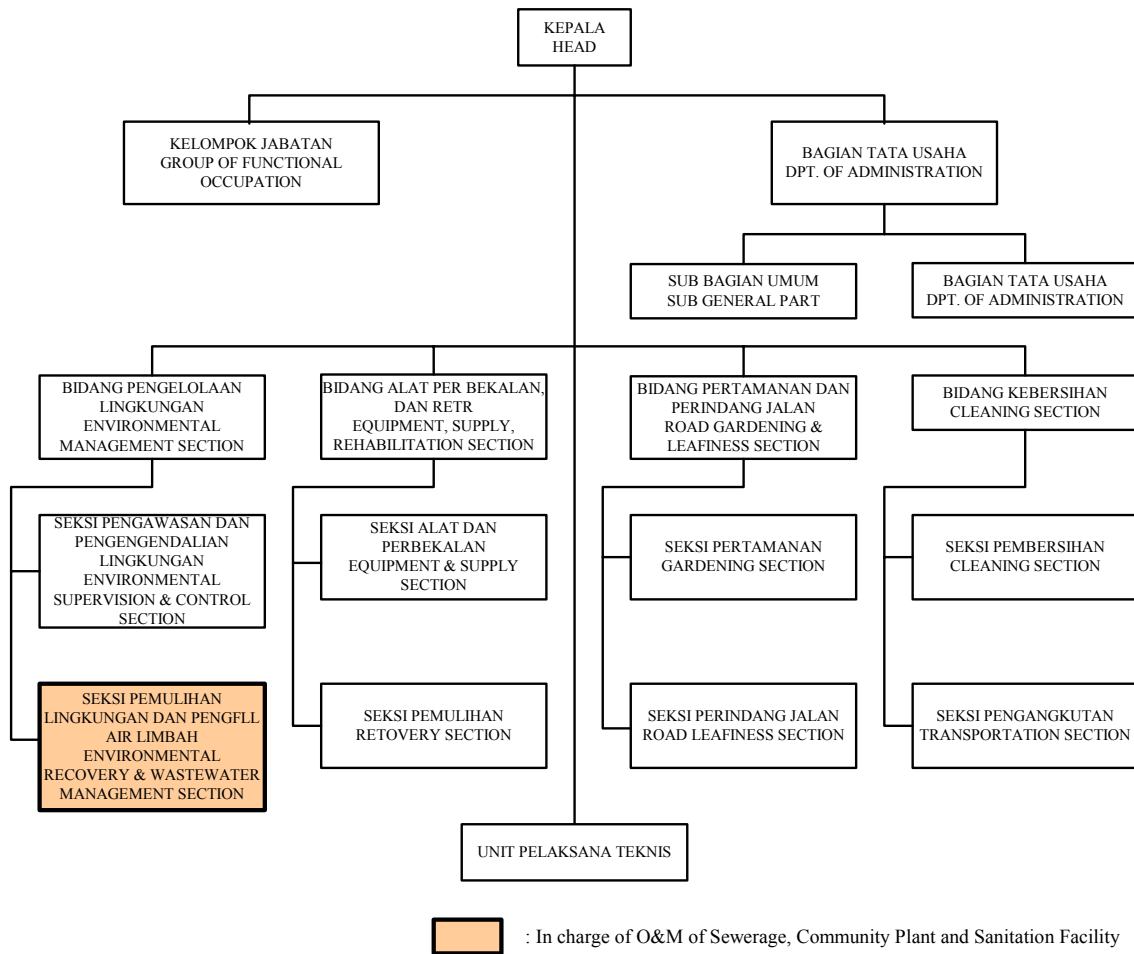 KEPALA
HEAD
KELOMPOK JABATAN
GROUP OF FUNCTIONAL
OCCUPATION
BAGIAN TATA USAHA
DPT. OF ADMINISTRATION
SUB BAGIAN UMUM
SUB GENERAL PART
BAGIAN TATA USAHA
DPT. OF ADMINISTRATION
BIDANG PENGELOLAAN
LINGKUNGAN
ENVIRONMENTAL
MANAGEMENT SECTION
BIDANG ALAT PER BEKALAN,
DAN RETR
EQUIPMENT, SUPPLY,
REHABILITATION SECTION
BIDANG PERTAMANAN DAN
PERINDANG JALAN
ROAD GARDENING &
LEAFINESS SECTION
BIDANG KEBERSIHAN
CLEANING SECTION
SEKSI PENGAWASAN DAN
PENGENGENDALIAN
LINGKUNGAN
ENVIRONMENTAL
SUPERVISION & CONTROL
SECTION
SEKSI ALAT DAN
PERBEKALAN
EQUIPMENT & SUPPLY
SECTION
SEKSI PERTAMANAN
GARDENING SECTION
SEKSI PEMBERSIHAN
CLEANING SECTION
SEKSI PEMULIHAN
LINGKUNGAN DAN PENGFLL
AIR LIMBAH
ENVIRONMENTAL
RECOVERY & WASTEWATER
MANAGEMENT SECTION
SEKSI PEMULIHAN
RETOVERY SECTION
SEKSI PERINDANG JALAN
ROAD LEAFINESS SECTION
SEKSI PENGANGKUTAN
TRANSPORTATION SECTION
UNIT PELAKSANA TEKNIS
: In charge of O&M of Sewerage, Community Plant and Sanitation Facility